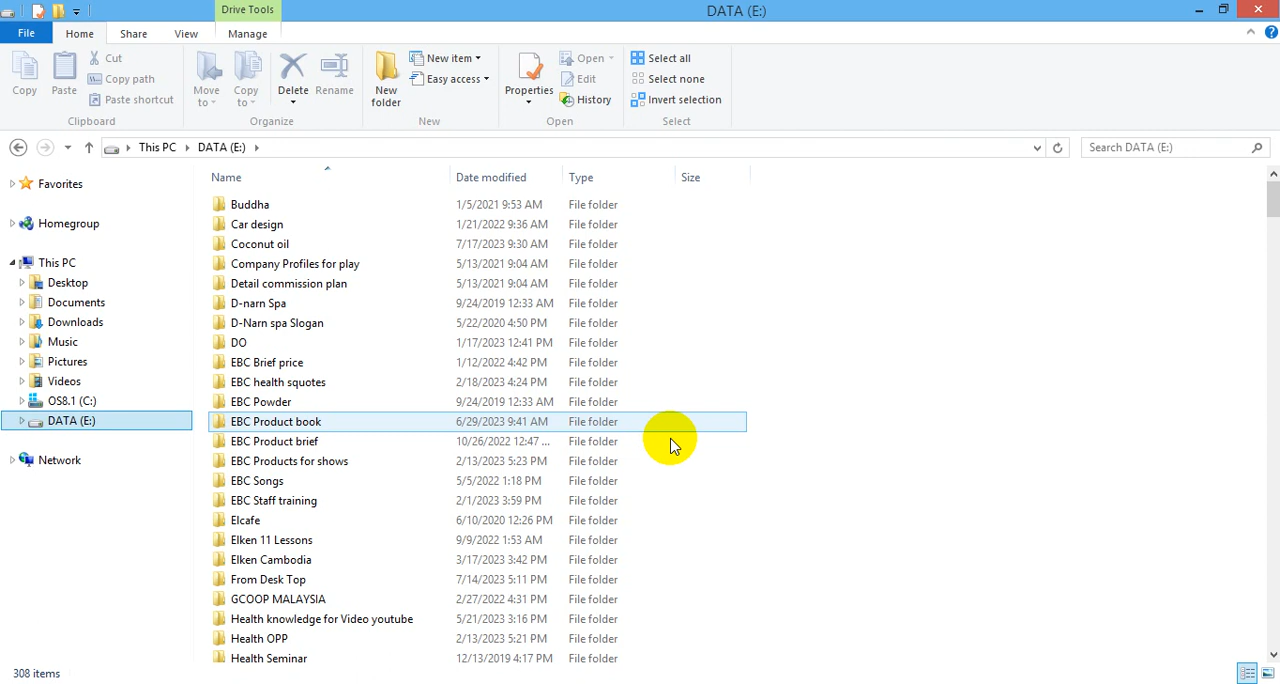 Drive Tools
DATA (E:)
File Home Share View Manage
Copy
Paste
Cut
Copy path
Paste shortcut
Clipboard
Move to
Copy to
Delete
Rename
Organize
New folder
New item
Easy access
New
Properties
Open
Edit
History
Open
Select all
Select none
Invert selection
Select
This PC DATA (E:)
Search DATA (E:)
Favorites
Homegroup
This PC
Desktop
Documents
Downloads
Music
Pictures
Videos
OS8.1 (C:)
DATA (E:)
Network
Name Date modified Type Size
Buddha 1/5/2021 9:53 AM File folder
Car design 1/21/2022 9:36 AM File folder
Coconut oil 7/17/2023 9:30 AM File folder
Company Profiles for play 5/13/2021 9:04 AM File folder
Detail commission plan 5/13/2021 9:04 AM File folder
D-narn Spa 9/24/2019 12:33 AM File folder
D-Narn spa Slogan 5/22/2020 4:50 PM File folder
DO 1/17/2023 12:41 PM File folder
EBC Brief price 1/12/2022 4:42 PM File folder
EBC health squotes 2/18/2023 4:24 PM File folder
EBC Powder 9/24/2019 12:33 AM File folder
EBC Product book 6/29/2023 9:41 AM File folder
EBC Product brief 10/26/2022 12:47 ... File folder
EBC Products for shows 2/13/2023 5:23 PM File folder
EBC Songs 5/5/2022 1:18 PM File folder
EBC Staff training 2/1/2023 3:59 PM File folder
Elcafe 6/10/2020 12:26 PM File folder
Elken 11 Lessons 9/9/2022 1:53 AM File folder
Elken Cambodia 3/17/2023 3:42 PM File folder
From Desk Top 7/14/2023 5:11 PM File folder
GCOOP MALAYSIA 2/27/2022 4:31 PM File folder
Health knowledge for Video youtube 5/21/2023 3:16 PM File folder
Health OPP 2/13/2023 5:21 PM File folder
Health Seminar 12/13/2019 4:17 PM File folder
308 items